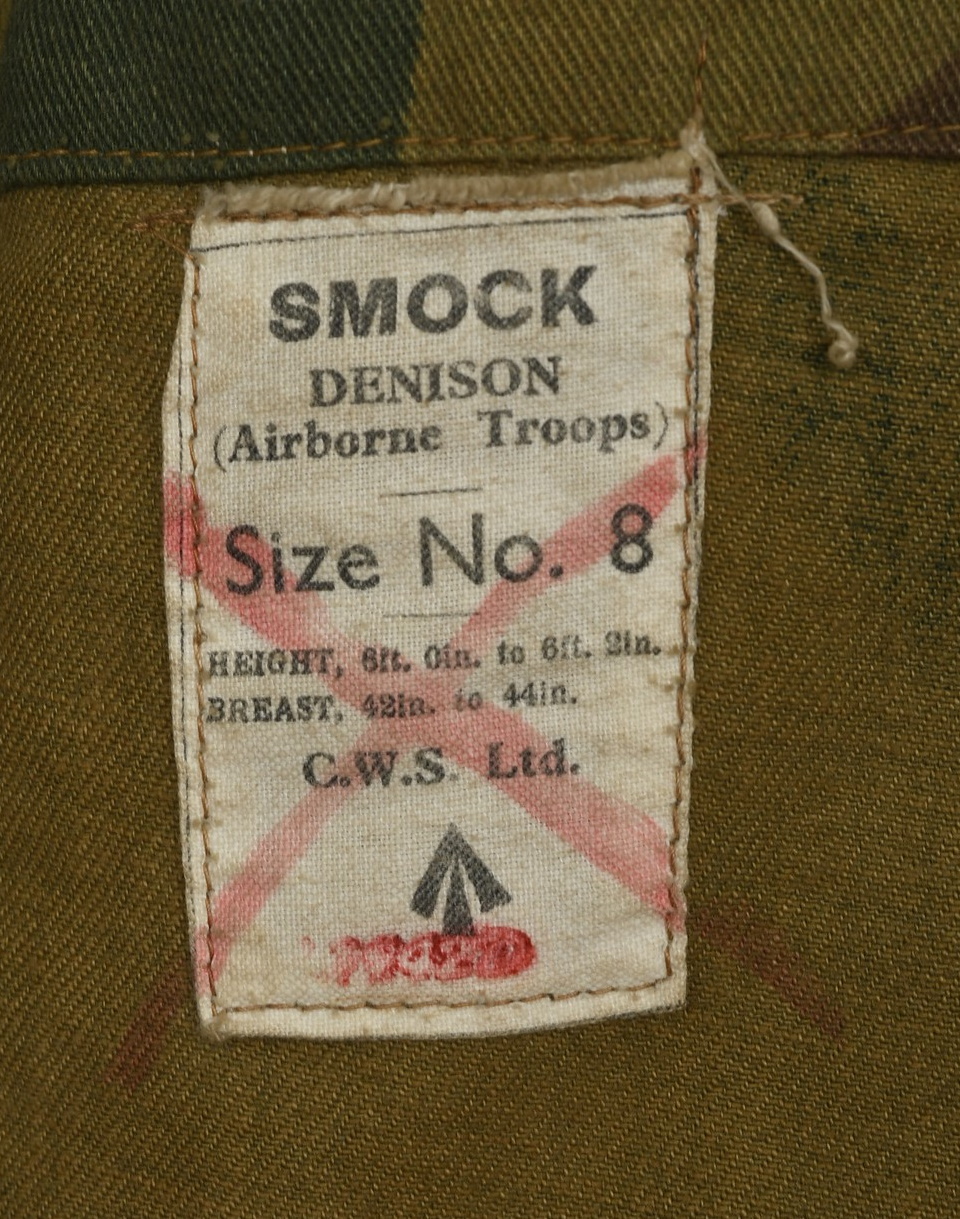 SMOCK
DENISON
(Airborne Troops)
Size No. 8
HEIGHT, 6ft. 0in. to 6ft. 2in.
BREAST, 42in. to 44in.
C.W.S. Ltd.